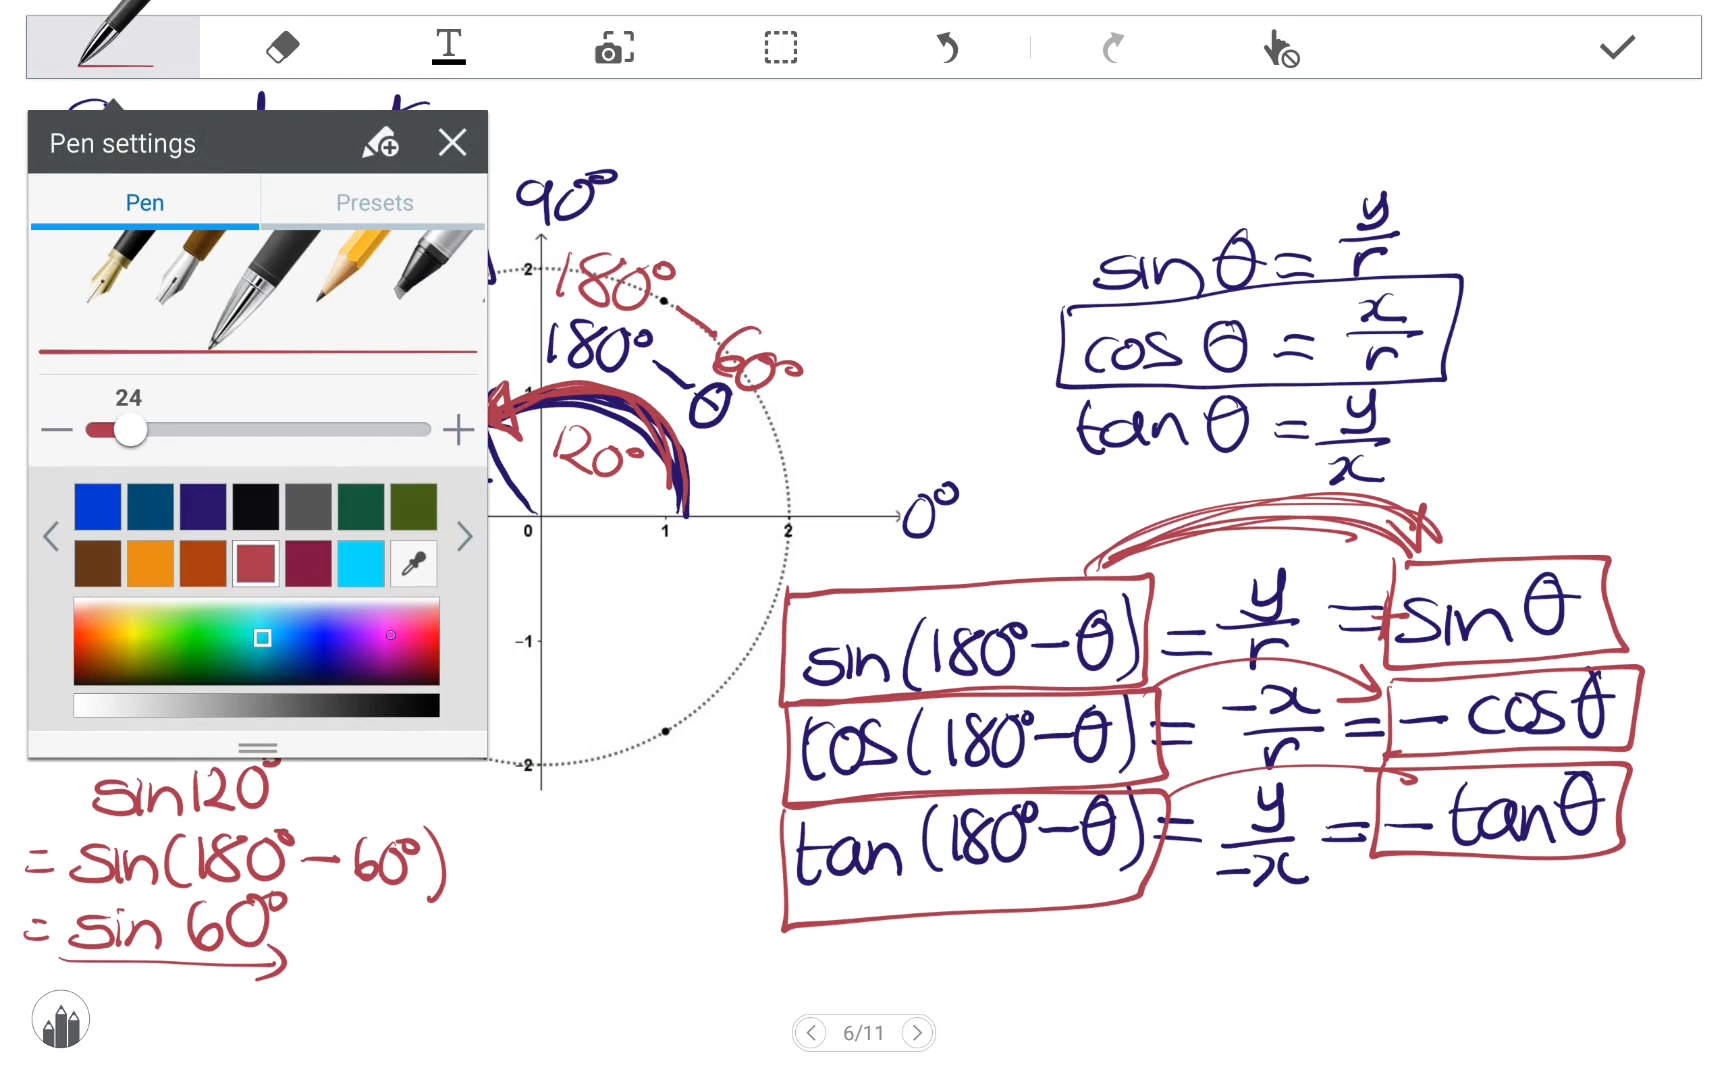 T
Pen settings
Pen
Presets
24
90°
2
180° - 60°
180° - θ
1
120°
0
1
2
0°
-1
-2
sin θ = y/r
cos θ = x/r
tan θ = y/x
sin(180° - θ) = y/r = + sin θ
cos(180° - θ) = -x/r = - cos θ
tan(180° - θ) = y/-x = - tan θ
sin 120°
= sin(180° - 60°)
= sin 60°
6/11